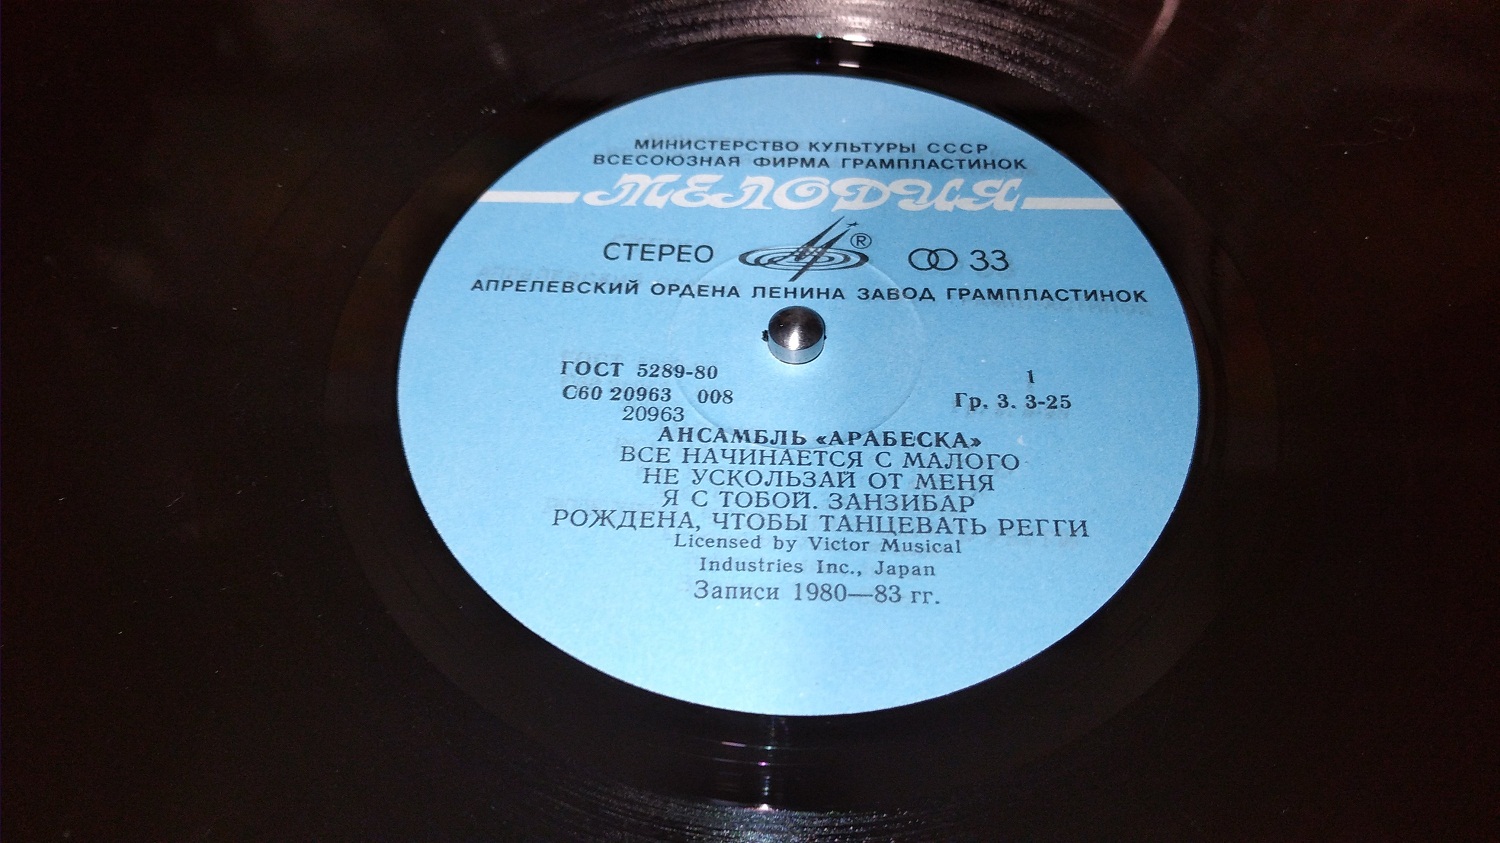 МИНИСТЕРСТВО КУЛЬТУРЫ СССР
ВСЕСОЮЗНАЯ ФИРМА ГРАМПЛАСТИНОК
МЕЛОДИЯ
СТЕРЕО ® 33
АПРЕЛЕВСКИЙ ОРДЕНА ЛЕНИНА ЗАВОД ГРАМПЛАСТИНОК
ГОСТ 5289-80 1
С60 20963 008 Гр. 3. 3-25
20963
АНСАМБЛЬ «АРАБЕСКА»
ВСЕ НАЧИНАЕТСЯ С МАЛОГО
НЕ УСКОЛЬЗАЙ ОТ МЕНЯ
Я С ТОБОЙ. ЗАНЗИБАР
РОЖДЕНА, ЧТОБЫ ТАНЦЕВАТЬ РЕГГИ
Licensed by Victor Musical
Industries Inc., Japan
Записи 1980—83 гг.